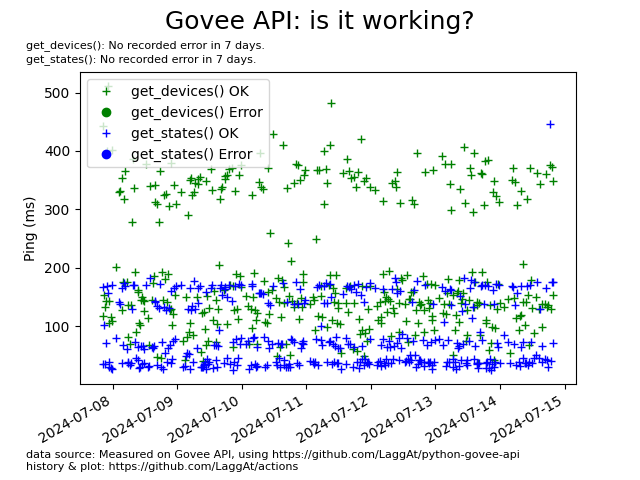 Govee API: is it working?
get_devices(): No recorded error in 7 days.
get_states(): No recorded error in 7 days.
get_devices() OK
get_devices() Error
get_states() OK
get_states() Error
Ping (ms)
500
400
300
200
100
2024-07-08
2024-07-09
2024-07-10
2024-07-11
2024-07-12
2024-07-13
2024-07-14
2024-07-15
data source: Measured on Govee API, using https://github.com/LaggAt/python-govee-api
history & plot: https://github.com/LaggAt/actions